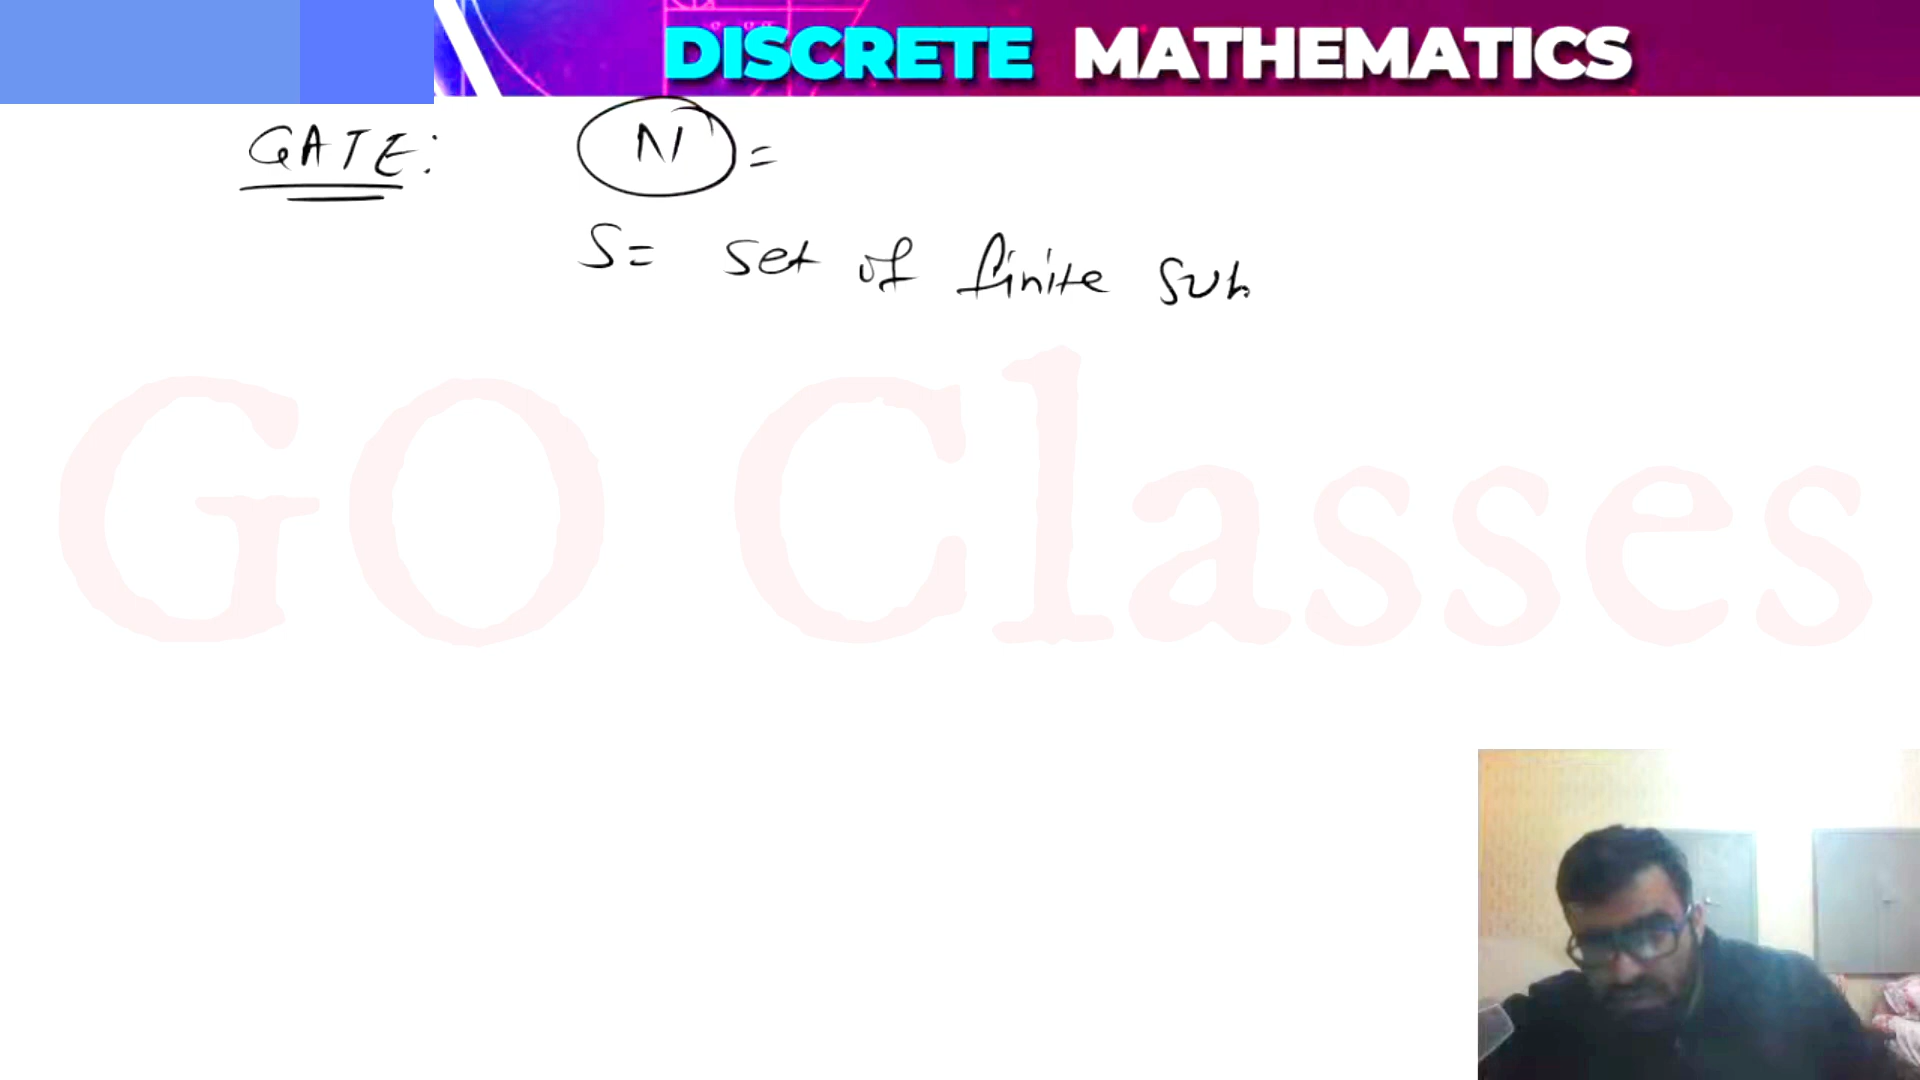 DISCRETE MATHEMATICS
GATE: N =
S = set of finite sub
GO Classes